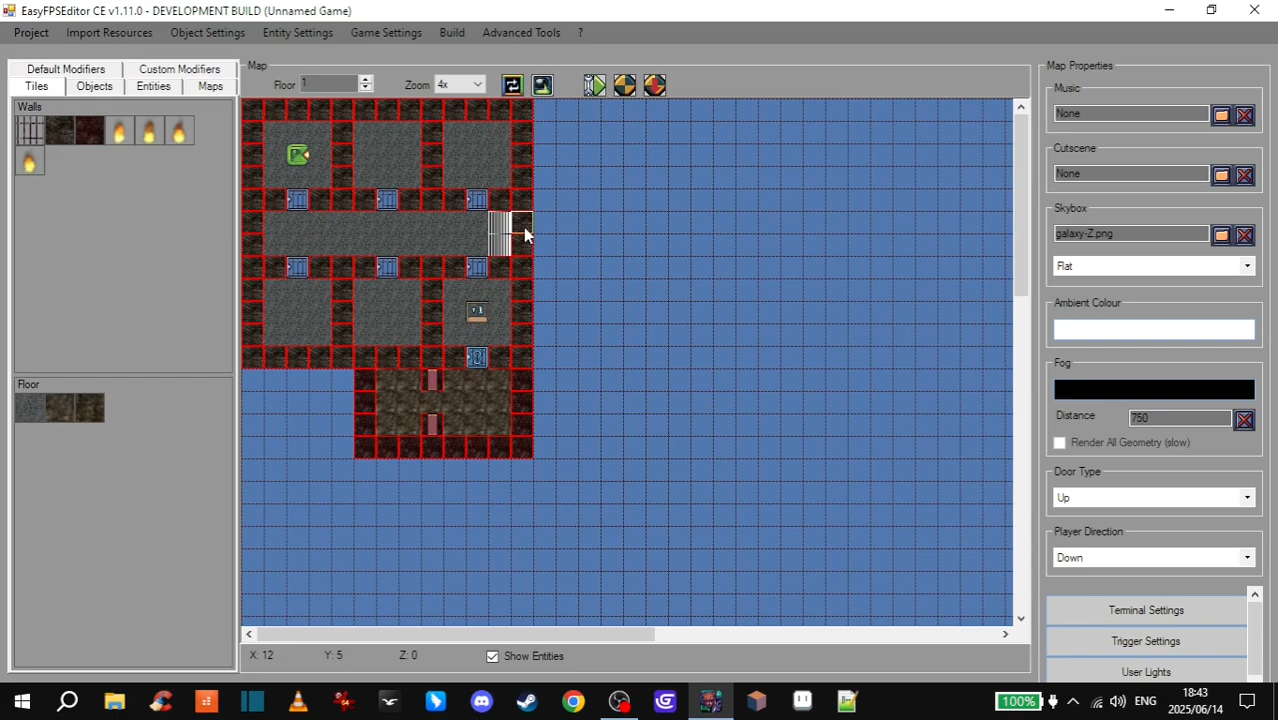 EasyFPSEditor CE v1.11.0 - DEVELOPMENT BUILD (Unnamed Game)
Project Import Resources Object Settings Entity Settings Game Settings Build Advanced Tools ?
Default Modifiers Custom Modifiers
Tiles Objects Entities Maps
Walls
Floor
Map
Floor 1 Zoom 4x
X: 12 Y: 5 Z: 0 Show Entities
Map Properties
Music
None
Cutscene
None
Skybox
galaxy-Z.png
Flat
Ambient Colour
Fog
Distance 750
Render All Geometry (slow)
Door Type
Up
Player Direction
Down
Terminal Settings
Trigger Settings
User Lights
100% ENG 18:43
2025/06/14